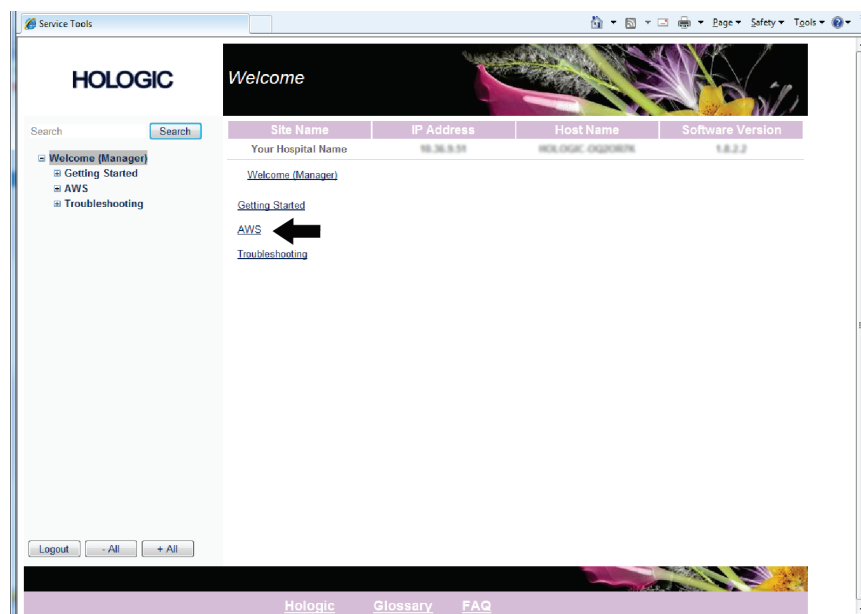 Service Tools
Page Safety Tools
HOLOGIC
Welcome
Search Search
Site Name IP Address Host Name Software Version
Your Hospital Name
Welcome (Manager)
Getting Started
AWS
Troubleshooting
Welcome (Manager)
Getting Started
AWS
Troubleshooting
Logout - All + All
Hologic Glossary FAQ